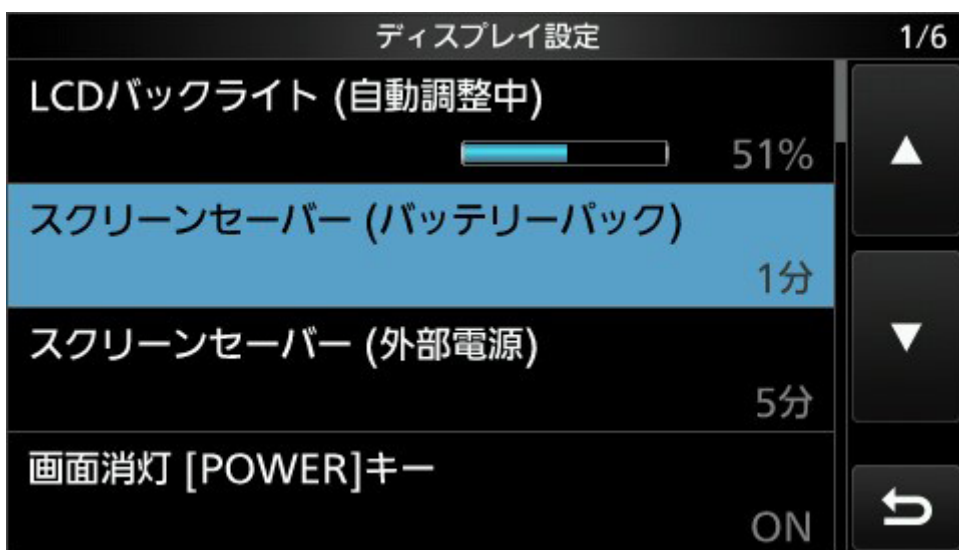 ディスプレイ設定 1/6
LCDバックライト (自動調整中)
51%
スクリーンセーバー (バッテリーパック)
1分
スクリーンセーバー (外部電源)
5分
画面消灯 [POWER]キー
ON